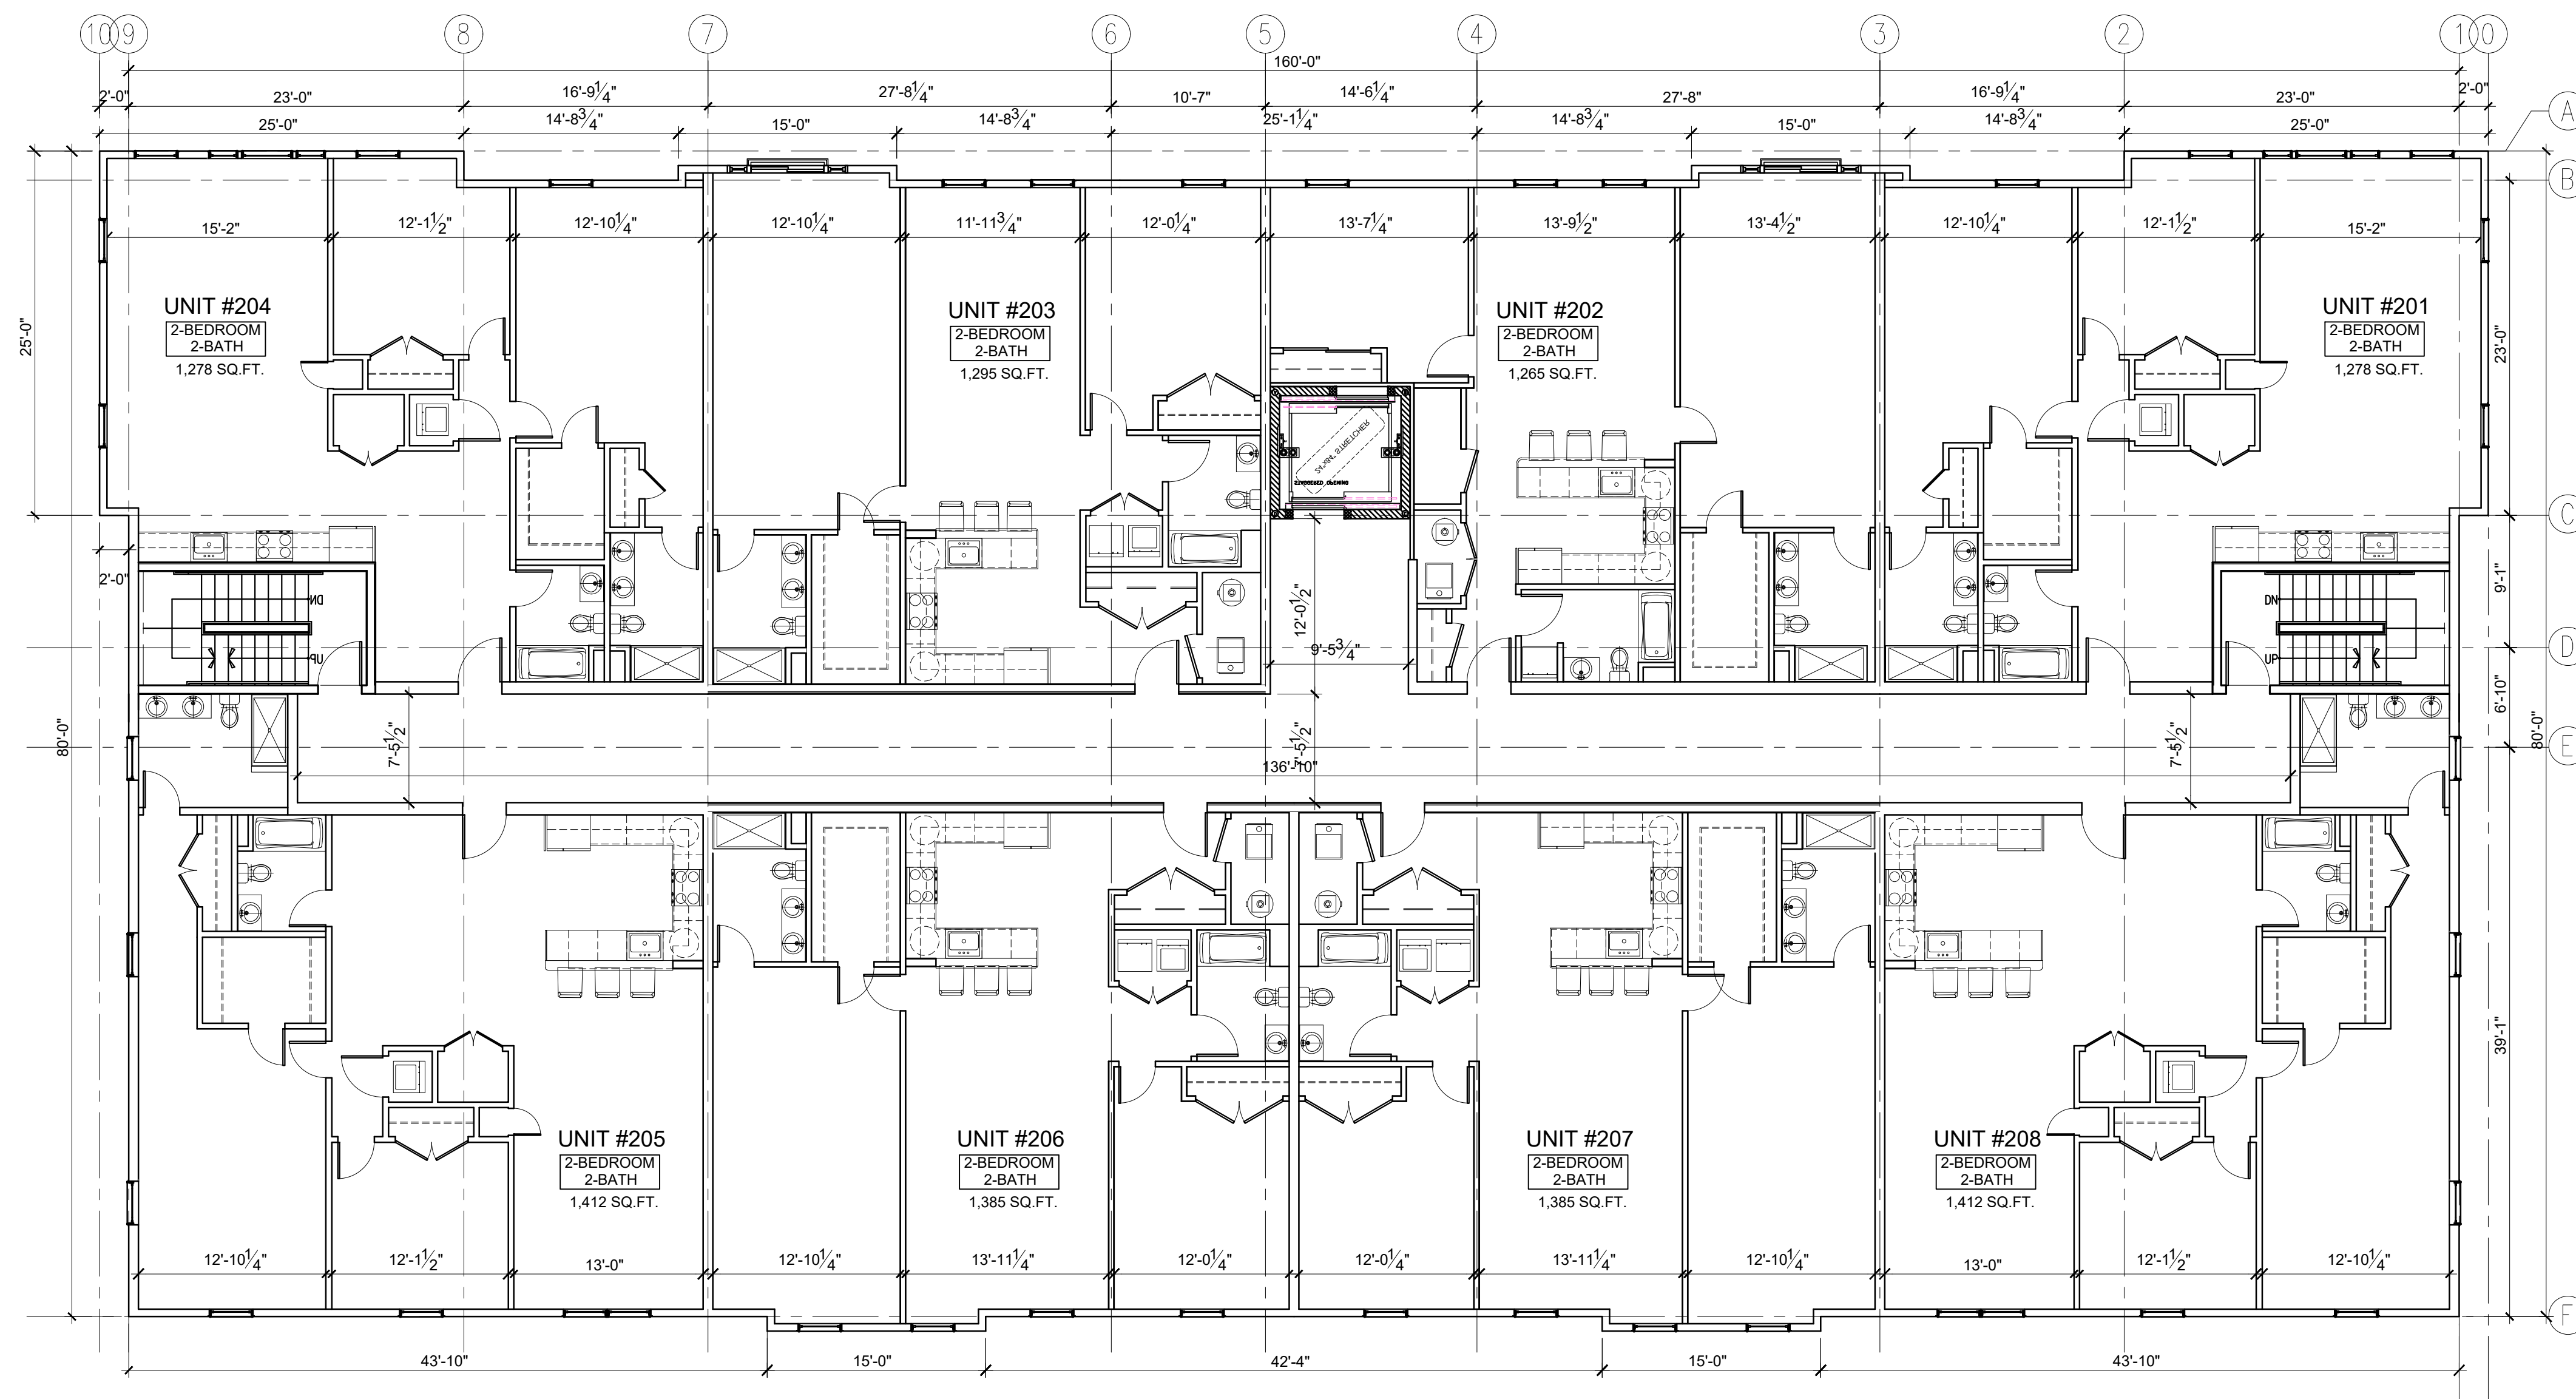 10 9 8 7 6 5 4 3 2 1 0
160'-0"
2'-0" 23'-0" 16'-9 1/4" 27'-8 1/4" 10'-7" 14'-6 1/4" 27'-8" 16'-9 1/4" 23'-0" 2'-0"
A
25'-0" 14'-8 3/4" 15'-0" 14'-8 3/4" 25'-1 1/4" 14'-8 3/4" 15'-0" 14'-8 3/4" 25'-0"
B
15'-2" 12'-1 1/2" 12'-10 1/4" 12'-10 1/4" 11'-11 3/4" 12'-0 1/4" 13'-7 1/4" 13'-9 1/2" 13'-4 1/2" 12'-10 1/4" 12'-1 1/2" 15'-2"
UNIT #204
2-BEDROOM
2-BATH
1,278 SQ.FT.
UNIT #203
2-BEDROOM
2-BATH
1,295 SQ.FT.
UNIT #202
2-BEDROOM
2-BATH
1,265 SQ.FT.
UNIT #201
2-BEDROOM
2-BATH
1,278 SQ.FT.
25'-0"
23'-0"
24"x84" STRETCHER
STAGGERED OPENING
C
2'-0"
DN
UP
12'-0 1/2"
9'-5 3/4"
DN
UP
9'-1"
D
6'-10"
80'-0"
7'-5 1/2"
7'-5 1/2"
136'-10"
7'-5 1/2"
80'-0"
E
39'-1"
UNIT #205
2-BEDROOM
2-BATH
1,412 SQ.FT.
UNIT #206
2-BEDROOM
2-BATH
1,385 SQ.FT.
UNIT #207
2-BEDROOM
2-BATH
1,385 SQ.FT.
UNIT #208
2-BEDROOM
2-BATH
1,412 SQ.FT.
12'-10 1/4" 12'-1 1/2" 13'-0" 12'-10 1/4" 13'-11 1/4" 12'-0 1/4" 12'-0 1/4" 13'-11 1/4" 12'-10 1/4" 13'-0" 12'-1 1/2" 12'-10 1/4"
F
43'-10" 15'-0" 42'-4" 15'-0" 43'-10"